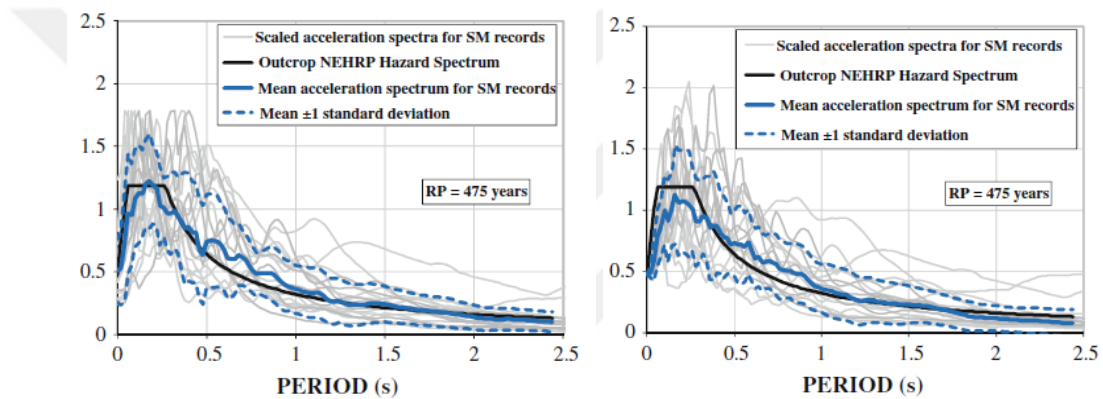 2.5
2
1.5
1
0.5
0
Scaled acceleration spectra for SM records
Outcrop NEHRP Hazard Spectrum
Mean acceleration spectrum for SM records
Mean ±1 standard deviation
RP = 475 years
0 0.5 1 1.5 2 2.5
PERIOD (s)
2.5
2
1.5
1
0.5
0
Scaled acceleration spectra for SM records
Outcrop NEHRP Hazard Spectrum
Mean acceleration spectrum for SM records
Mean ±1 standard deviation
RP = 475 years
0 0.5 1 1.5 2 2.5
PERIOD (s)